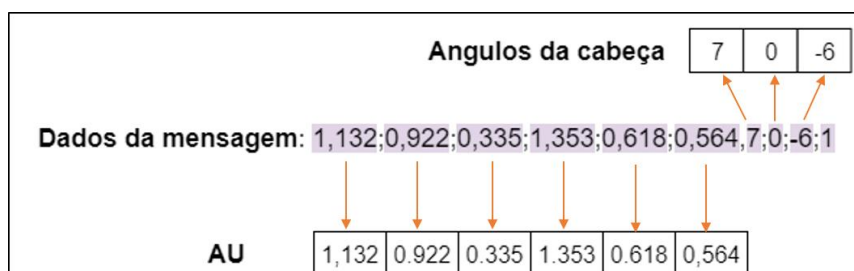 Angulos da cabeça 7 0 -6
Dados da mensagem: 1,132;0,922;0,335;1,353;0,618;0,564,7;0;-6;1
AU 1,132 0.922 0.335 1.353 0.618 0,564